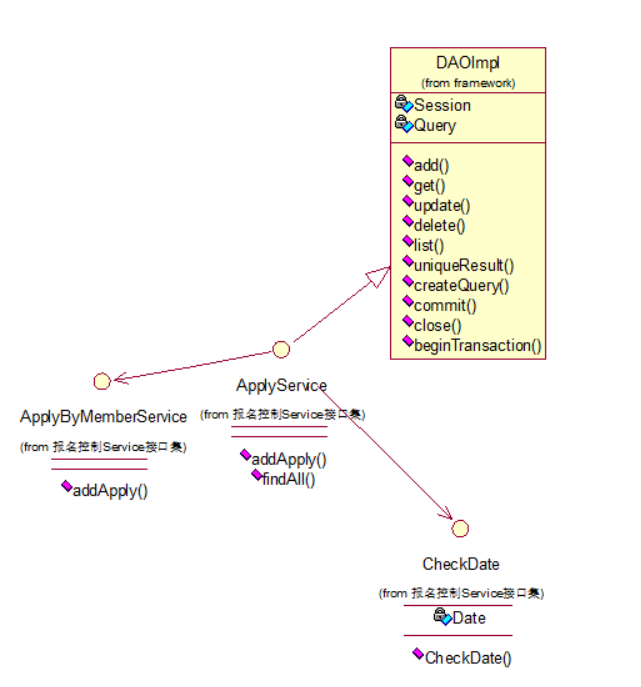 DAOImpl
(from framework)
Session
Query
add()
get()
update()
delete()
list()
uniqueResult()
createQuery()
commit()
close()
beginTransaction()
ApplyByMemberService
(from 报名控制Service接口集)
addApply()
ApplyService
(from 报名控制Service接口集)
addApply()
findAll()
CheckDate
(from 报名控制Service接口集)
Date
CheckDate()